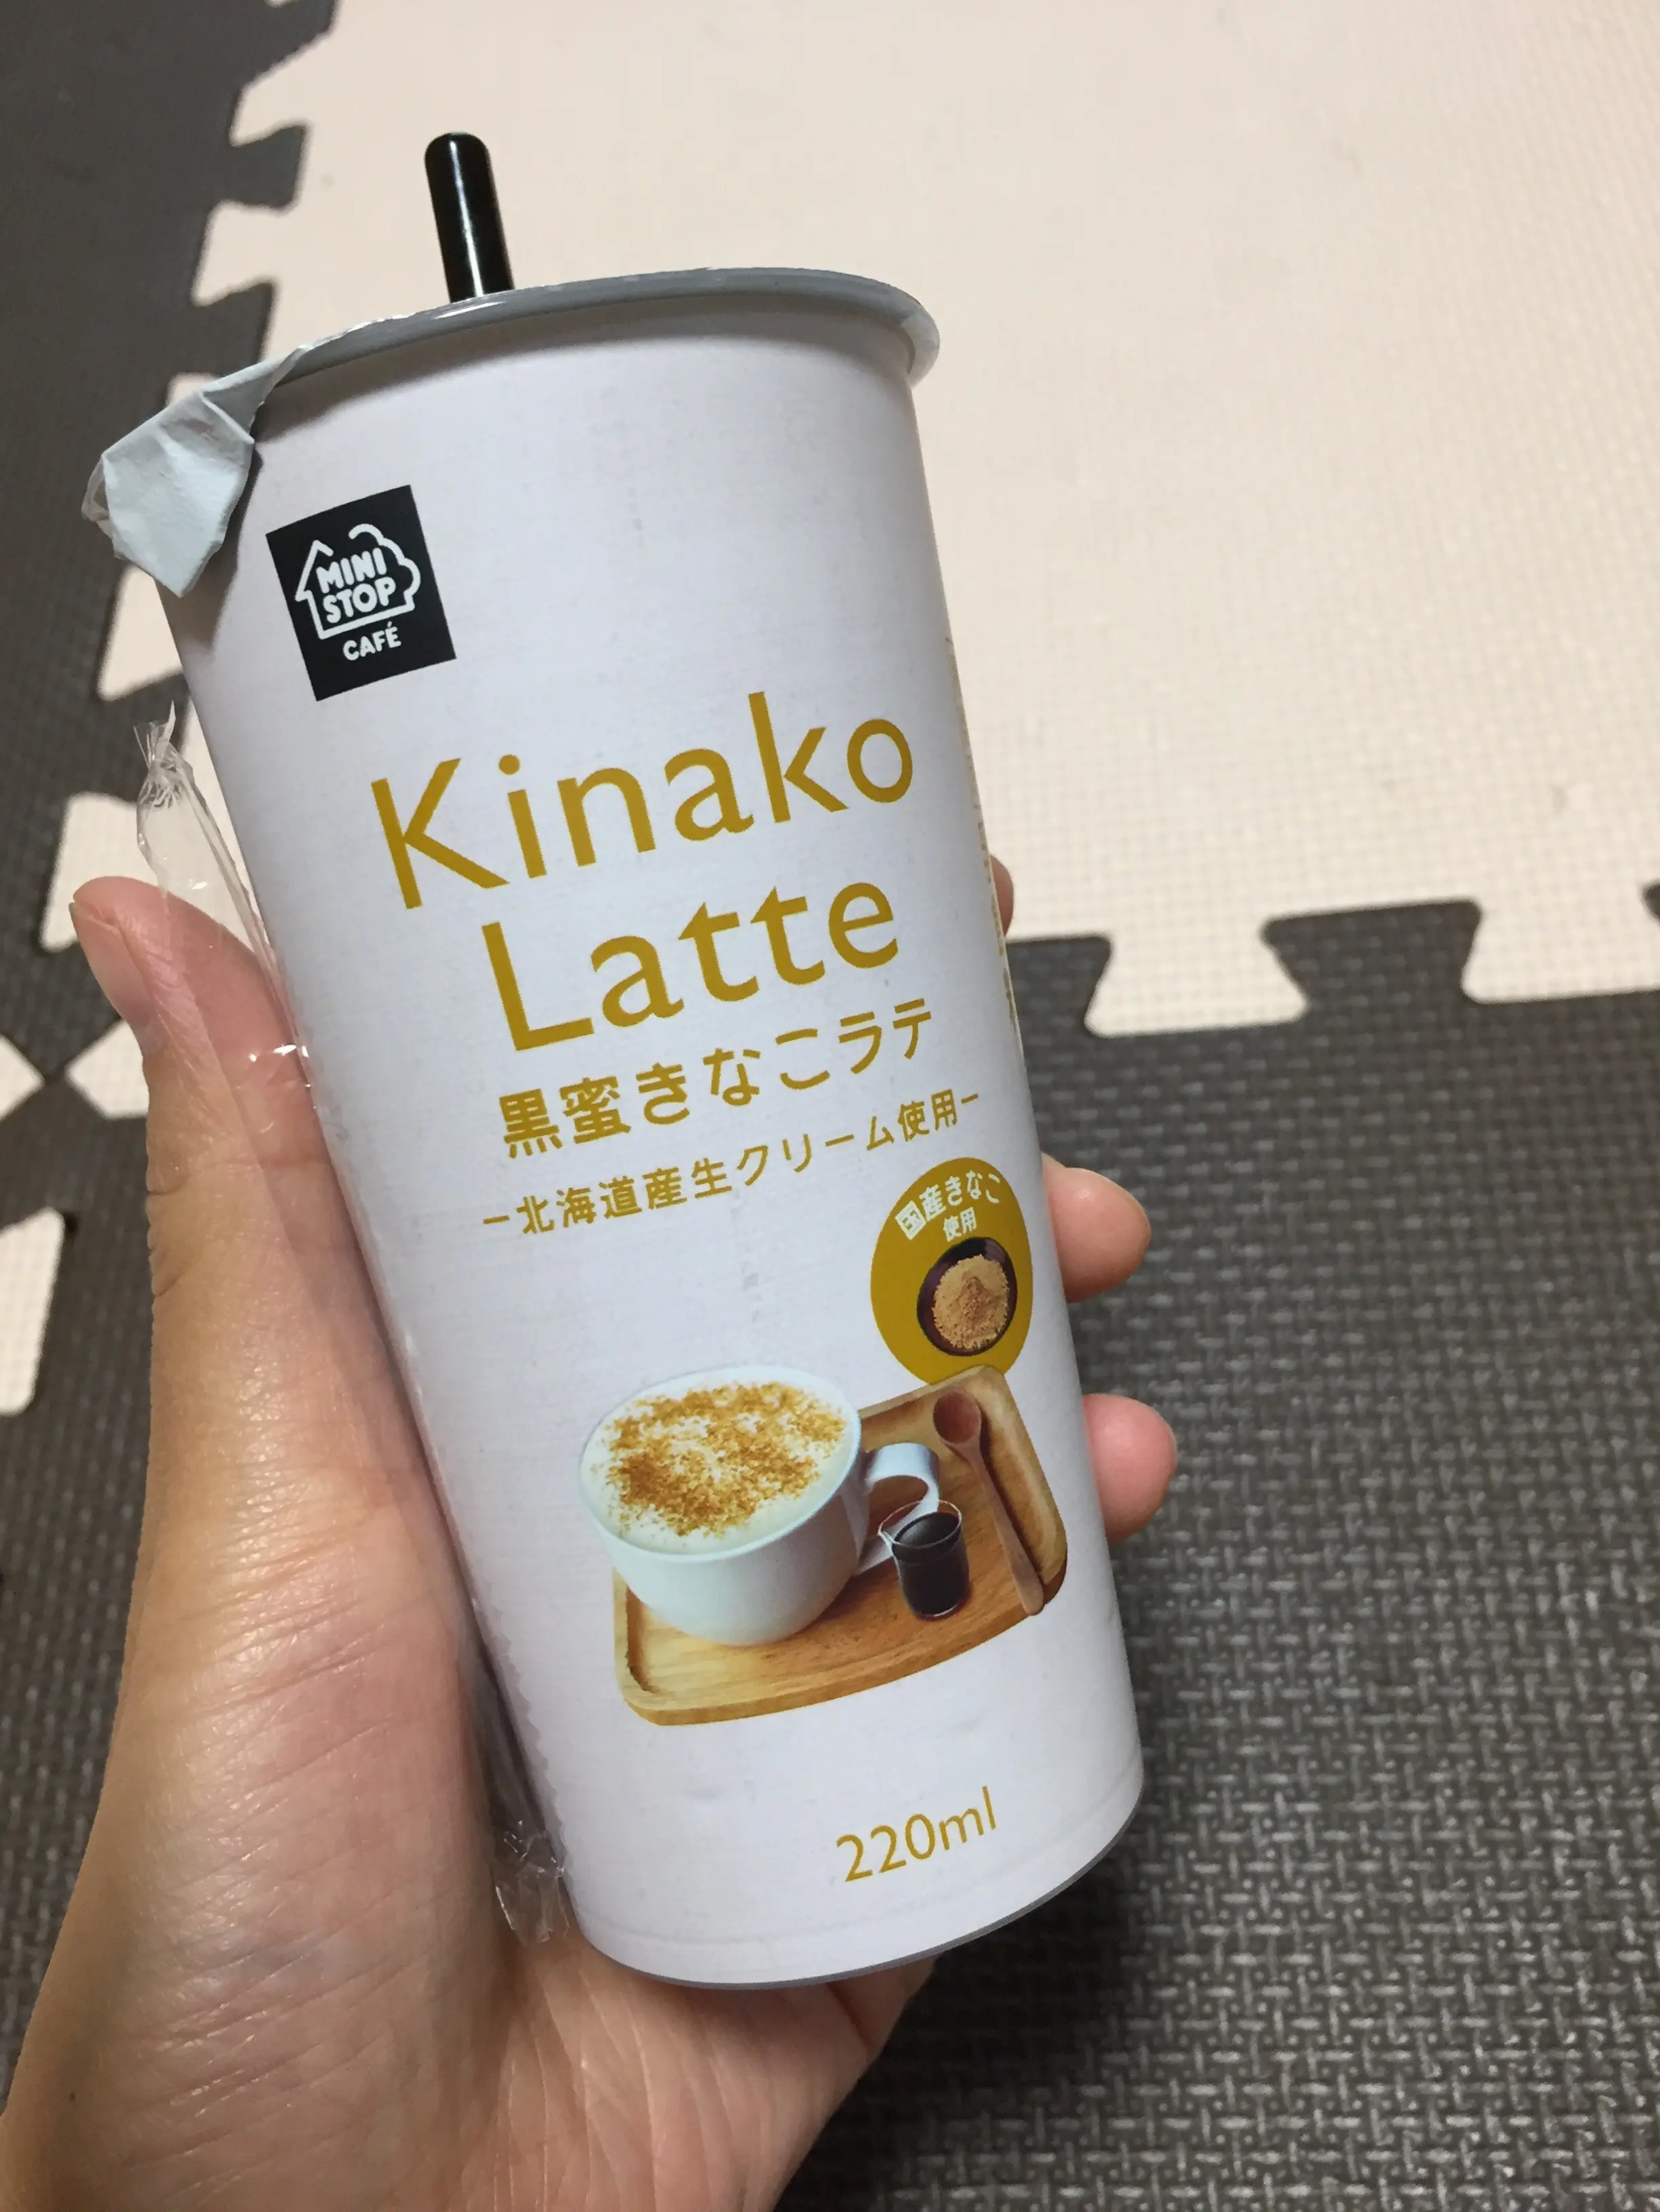 MINI
STOP
CAFÉ
Kinako
Latte
黒蜜きなこラテ
ー北海道産生クリーム使用ー
国産きなこ
使用
220ml